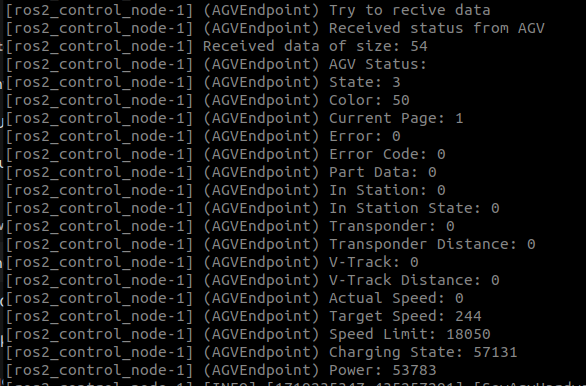 [ros2_control_node-1] (AGVEndpoint) Try to recive data
[ros2_control_node-1] (AGVEndpoint) Received status from AGV
[ros2_control_node-1] Received data of size: 54
[ros2_control_node-1] (AGVEndpoint) AGV Status:
[ros2_control_node-1] (AGVEndpoint) State: 3
[ros2_control_node-1] (AGVEndpoint) Color: 50
[ros2_control_node-1] (AGVEndpoint) Current Page: 1
[ros2_control_node-1] (AGVEndpoint) Error: 0
[ros2_control_node-1] (AGVEndpoint) Error Code: 0
[ros2_control_node-1] (AGVEndpoint) Part Data: 0
[ros2_control_node-1] (AGVEndpoint) In Station: 0
[ros2_control_node-1] (AGVEndpoint) In Station State: 0
[ros2_control_node-1] (AGVEndpoint) Transponder: 0
[ros2_control_node-1] (AGVEndpoint) Transponder Distance: 0
[ros2_control_node-1] (AGVEndpoint) V-Track: 0
[ros2_control_node-1] (AGVEndpoint) V-Track Distance: 0
[ros2_control_node-1] (AGVEndpoint) Actual Speed: 0
[ros2_control_node-1] (AGVEndpoint) Target Speed: 244
[ros2_control_node-1] (AGVEndpoint) Speed Limit: 18050
[ros2_control_node-1] (AGVEndpoint) Charging State: 57131
[ros2_control_node-1] (AGVEndpoint) Power: 53783